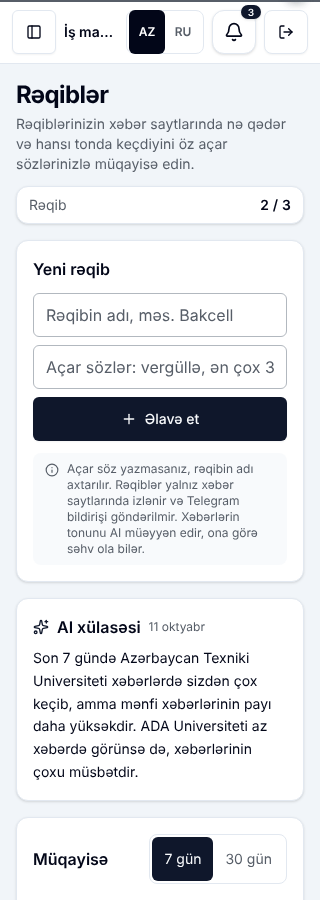 İş ma...
AZ
RU
3
Rəqiblər
Rəqiblərinizin xəbər saytlarında nə qədər
və hansı tonda keçdiyini öz açar
sözlərinizlə müqayisə edin.
Rəqib
2 / 3
Yeni rəqib
Rəqibin adı, məs. Bakcell
Açar sözlər: vergüllə, ən çox 3
+ Əlavə et
Açar söz yazmasanız, rəqibin adı
axtarılır. Rəqiblər yalnız xəbər
saytlarında izlənir və Telegram
bildirişi göndərilmir. Xəbərlərin
tonunu AI müəyyən edir, ona görə
səhv ola bilər.
AI xülasəsi 11 oktyabr
Son 7 gündə Azərbaycan Texniki
Universiteti xəbərlərdə sizdən çox
keçib, amma mənfi xəbərlərinin payı
daha yüksəkdir. ADA Universiteti az
xəbərdə görünsə də, xəbərlərinin
çoxu müsbətdir.
Müqayisə
7 gün
30 gün